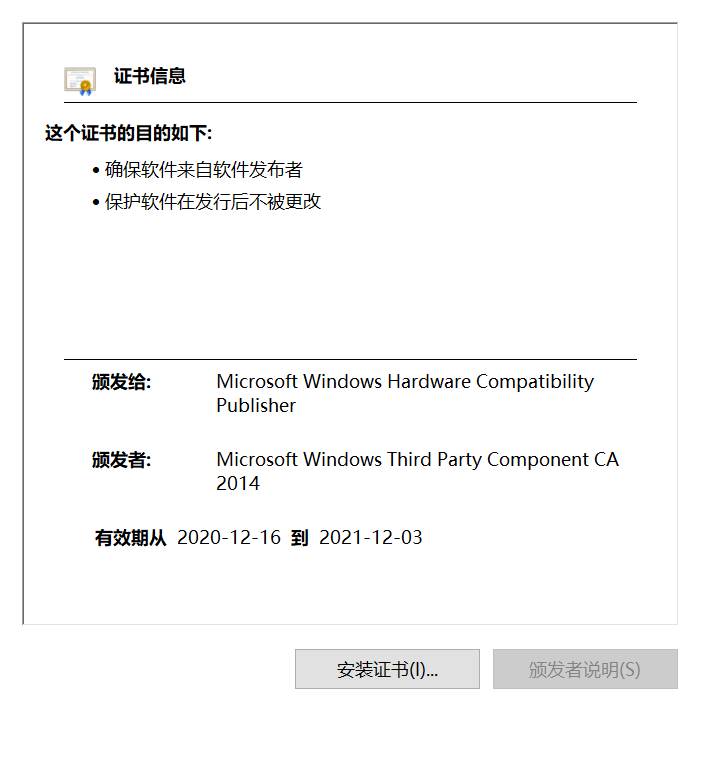 证书信息
这个证书的目的如下:
• 确保软件来自软件发布者
• 保护软件在发行后不被更改
颁发给: Microsoft Windows Hardware Compatibility
Publisher
颁发者: Microsoft Windows Third Party Component CA
2014
有效期从 2020-12-16 到 2021-12-03
安装证书(I)... 颁发者说明(S)